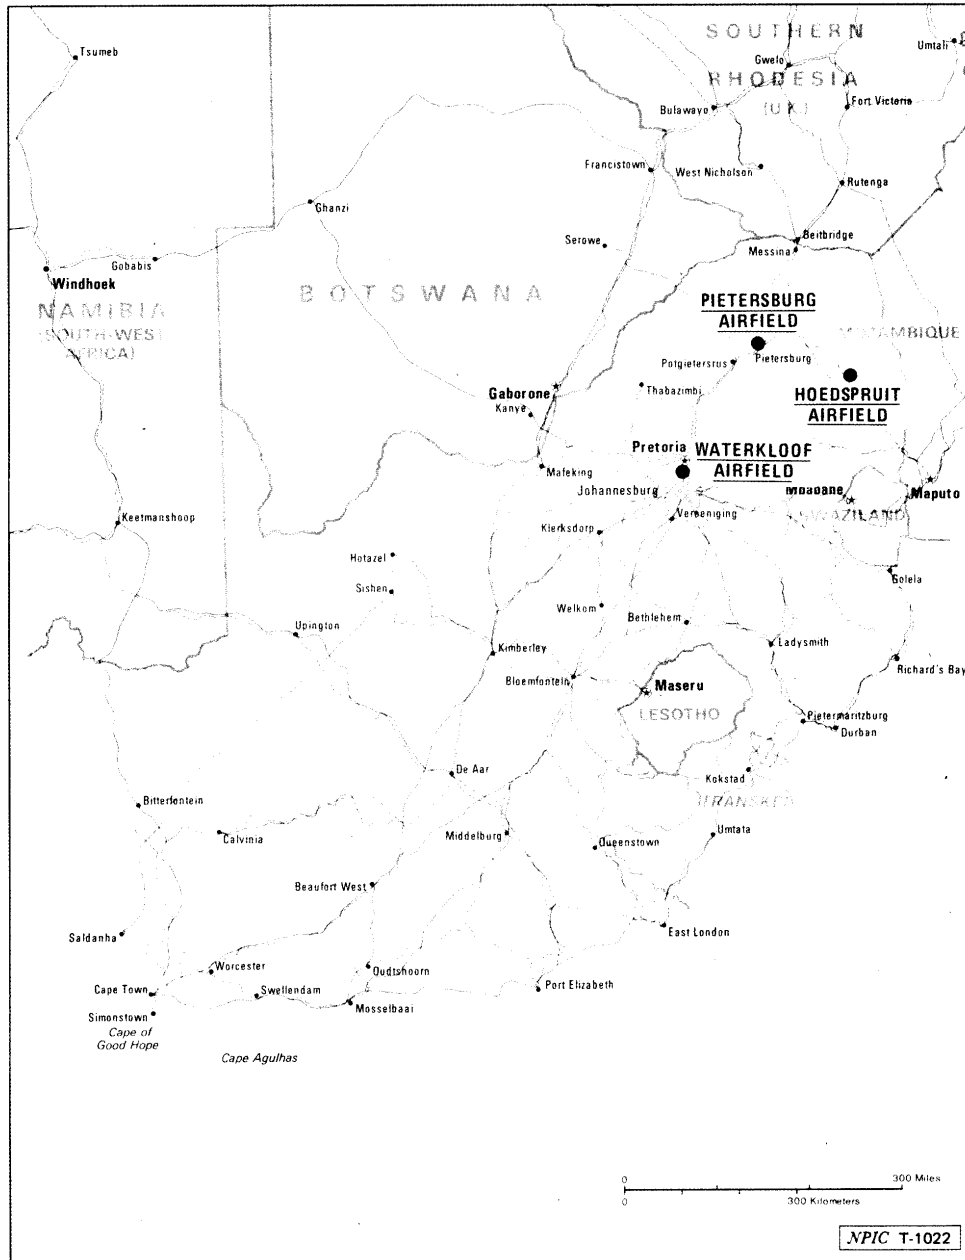 SOUTHERN
Umtali
Tsumeb
Gwelo
RHODESIA
Bulawayo
(U.K.)
Fort Victoria
Francistown
West Nicholson
Rutenga
Ghanzi
Beitbridge
Serowe
Messina
Gobabis
Windhoek
BOTSWANA
NAMIBIA
(SOUTH-WEST
AFRICA)
PIETERSBURG
AIRFIELD
MOZAMBIQUE
Potgietersrus
Pietersburg
Thabazimbi
HOEDSPRUIT
AIRFIELD
Gaborone
Kanye
Pretoria
WATERKLOOF
AIRFIELD
Mafeking
Johannesburg
Mbabane
Maputo
SWAZILAND
Keetmanshoop
Vereeniging
Klerksdorp
Hotazel
Sishen
Golela
Welkom
Bethlehem
Upington
Kimberley
Ladysmith
Bloemfontein
Richard's Bay
Maseru
LESOTHO
Pietermaritzburg
Durban
De Aar
Kokstad
TRANSKEI
Bitterfontein
Calvinia
Middelburg
Queenstown
Umtata
Beaufort West
Saldanha
East London
Worcester
Oudtshoorn
Cape Town
Swellendam
Port Elizabeth
Simonstown
Mosselbaai
Cape of
Good Hope
Cape Agulhas
0 300 Miles
0 300 Kilometers
NPIC T-1022